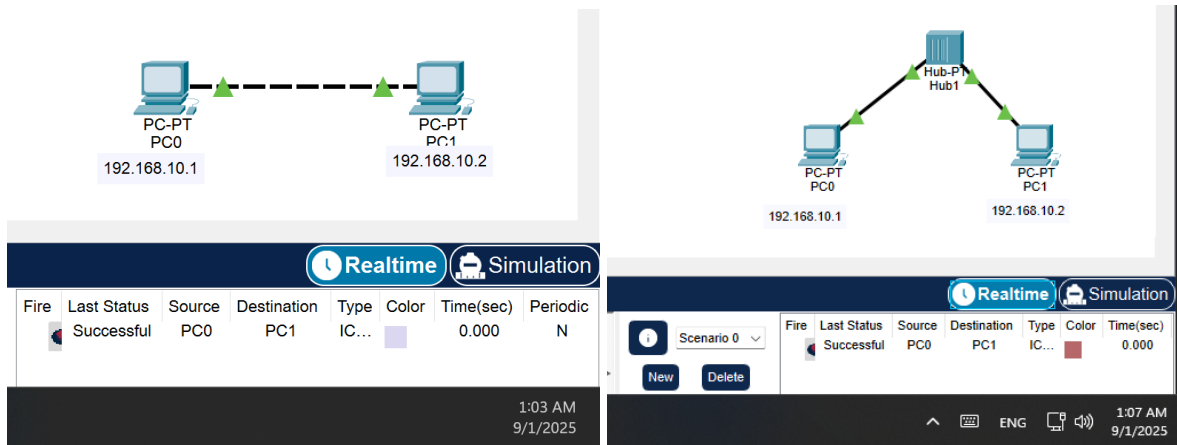 PC-PT
PC0
192.168.10.1
PC-PT
PC1
192.168.10.2
Realtime
Simulation
Fire Last Status Source Destination Type Color Time(sec) Periodic
Successful PC0 PC1 IC... 0.000 N
1:03 AM
9/1/2025
Hub-PT
Hub1
PC-PT
PC0
192.168.10.1
PC-PT
PC1
192.168.10.2
Realtime
Simulation
Scenario 0
New
Delete
Fire Last Status Source Destination Type Color Time(sec)
Successful PC0 PC1 IC... 0.000
ENG
1:07 AM
9/1/2025